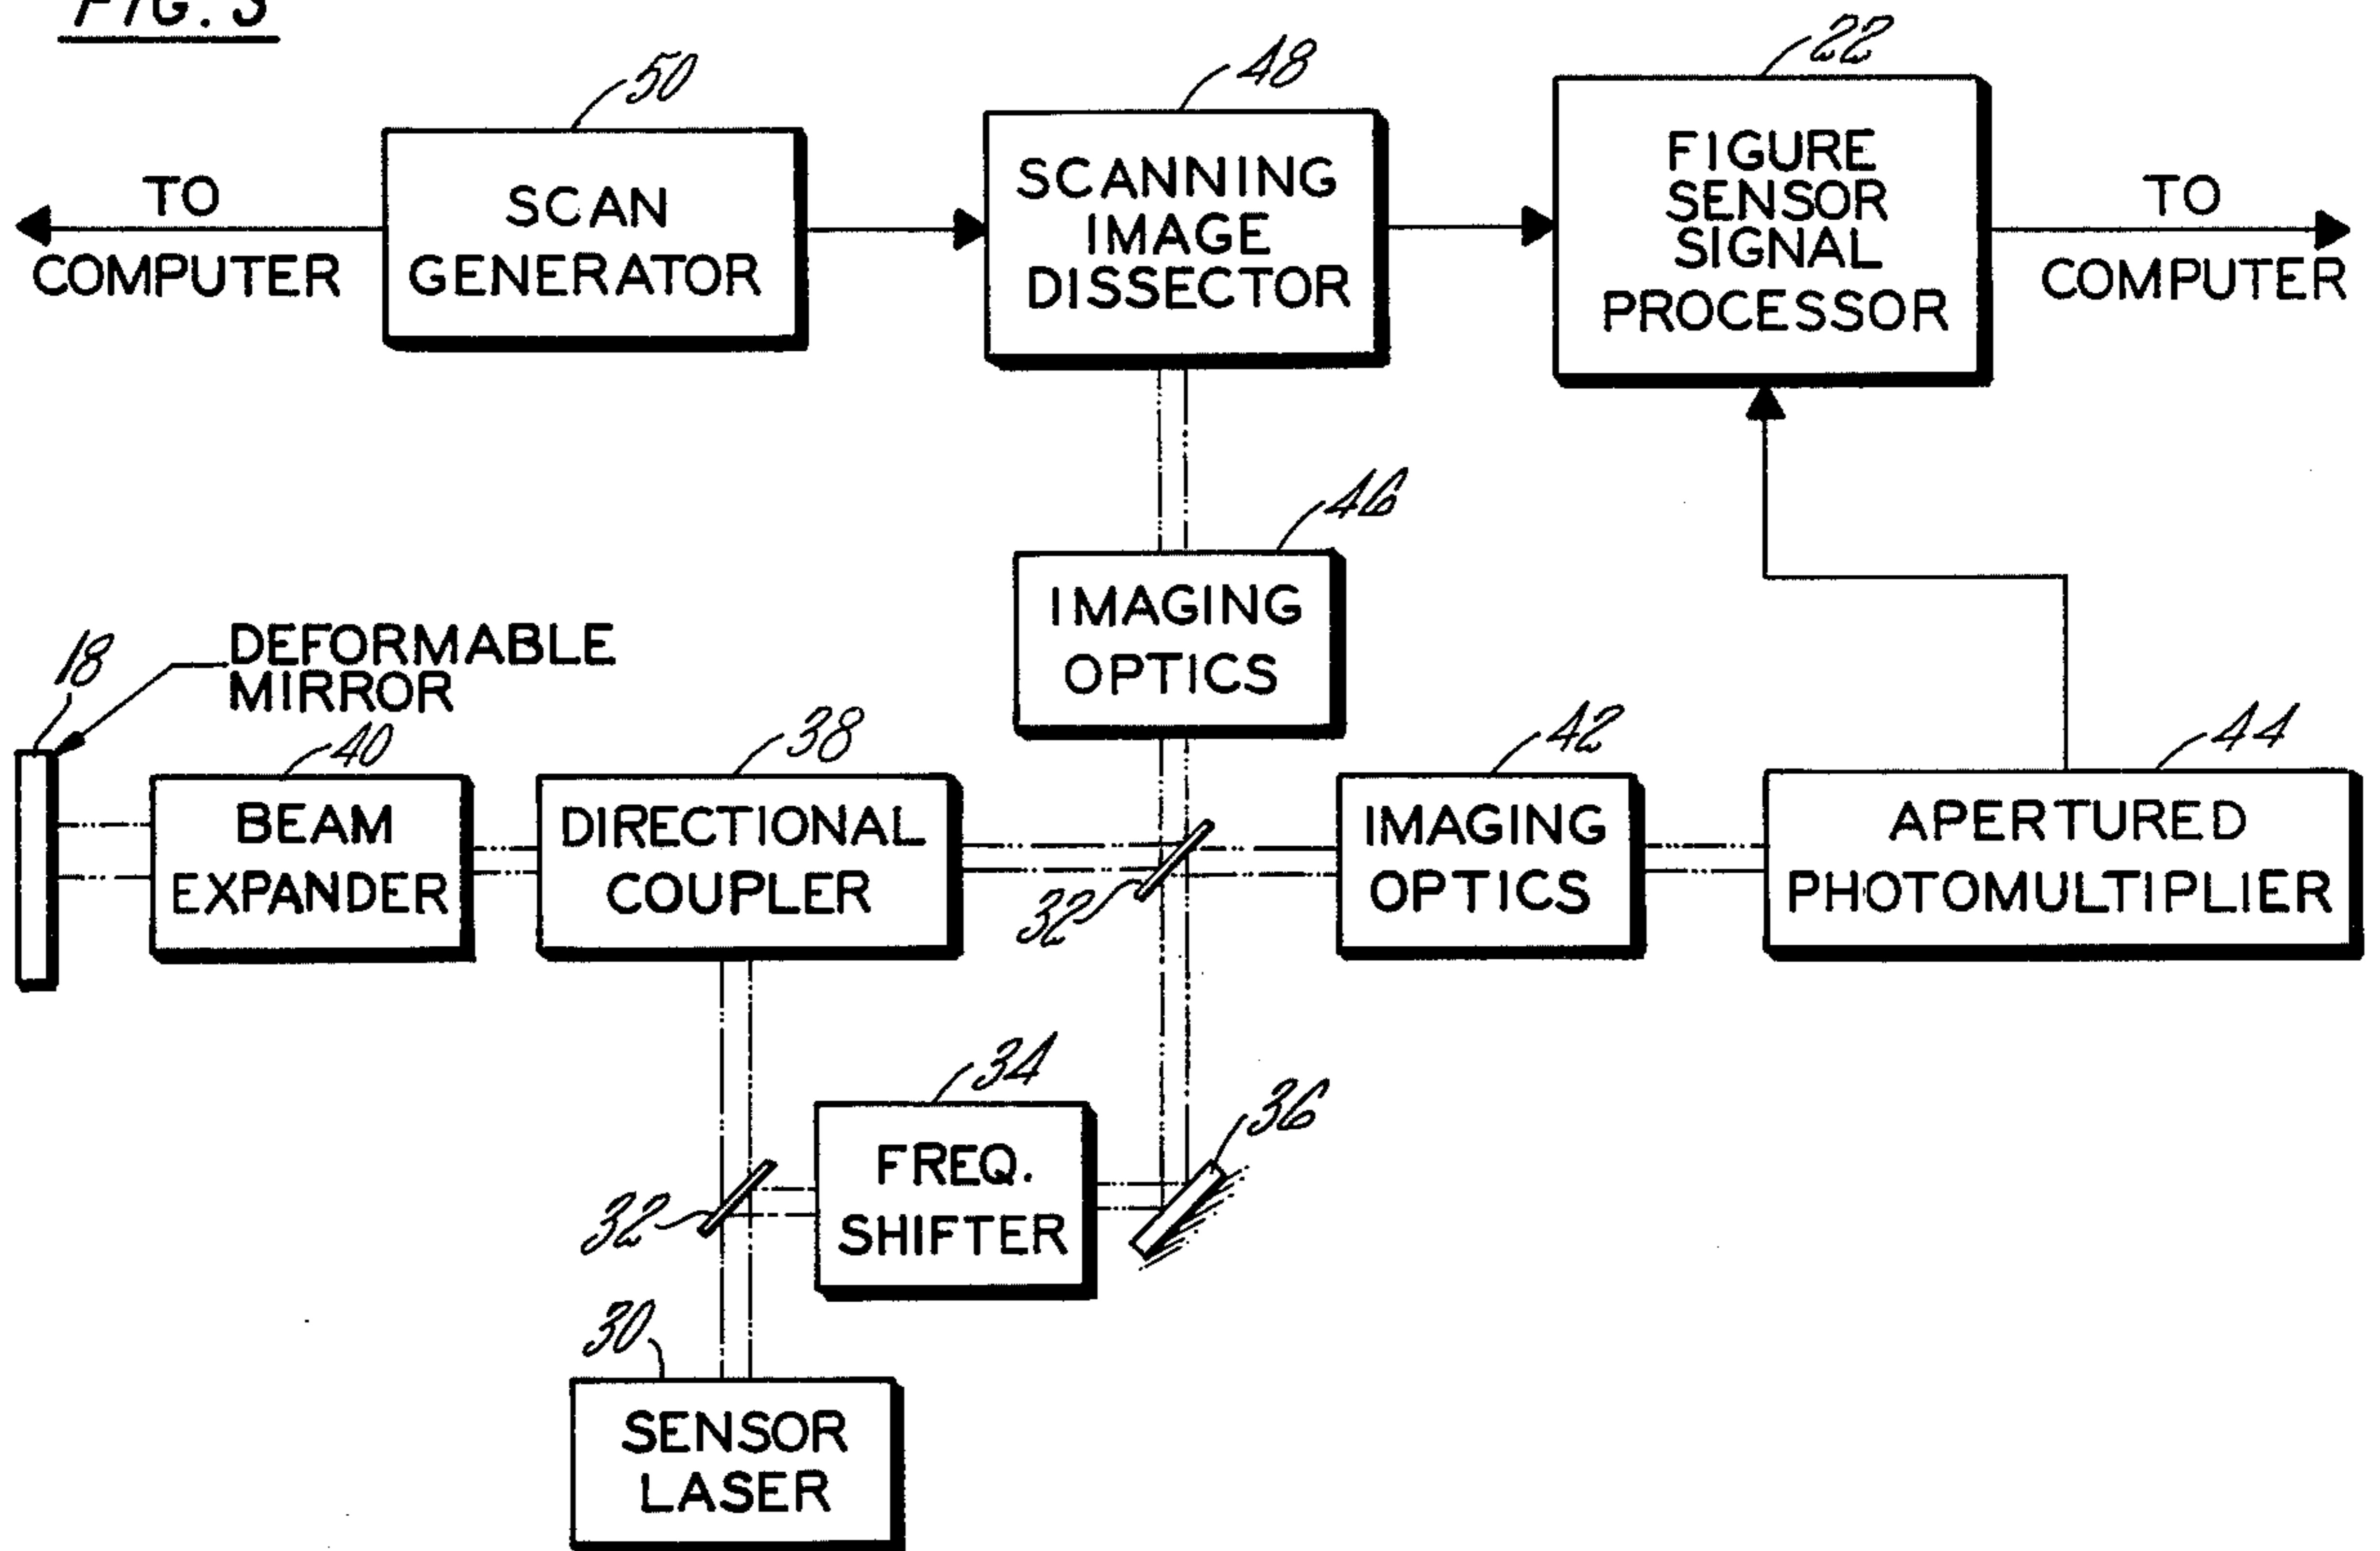 FIG. 3
50
48
22
TO
COMPUTER
SCAN
GENERATOR
SCANNING
IMAGE
DISSECTOR
FIGURE
SENSOR
SIGNAL
PROCESSOR
TO
COMPUTER
46
IMAGING
OPTICS
18
DEFORMABLE
MIRROR
40
38
42
44
BEAM
EXPANDER
DIRECTIONAL
COUPLER
32
IMAGING
OPTICS
APERTURED
PHOTOMULTIPLIER
34
36
32
FREQ.
SHIFTER
30
SENSOR
LASER